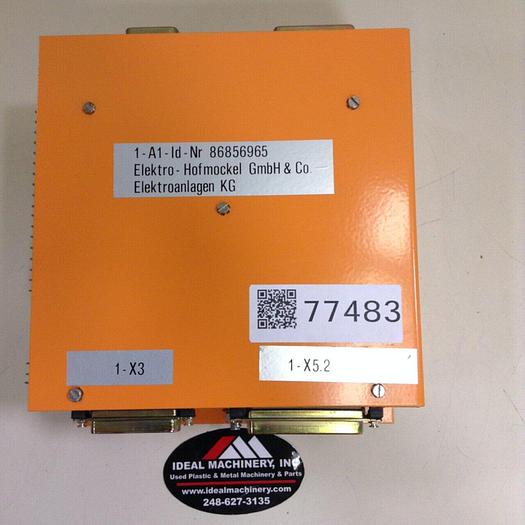 1-A1-Id-Nr 86856965
Elektro-Hofmockel GmbH & Co.
Elektroanlagen KG
77483
1-X3
1-X5.2
IDEAL MACHINERY, INC
Used Plastic & Metal Machinery & Parts
www.idealmachinery.com
248-627-3135